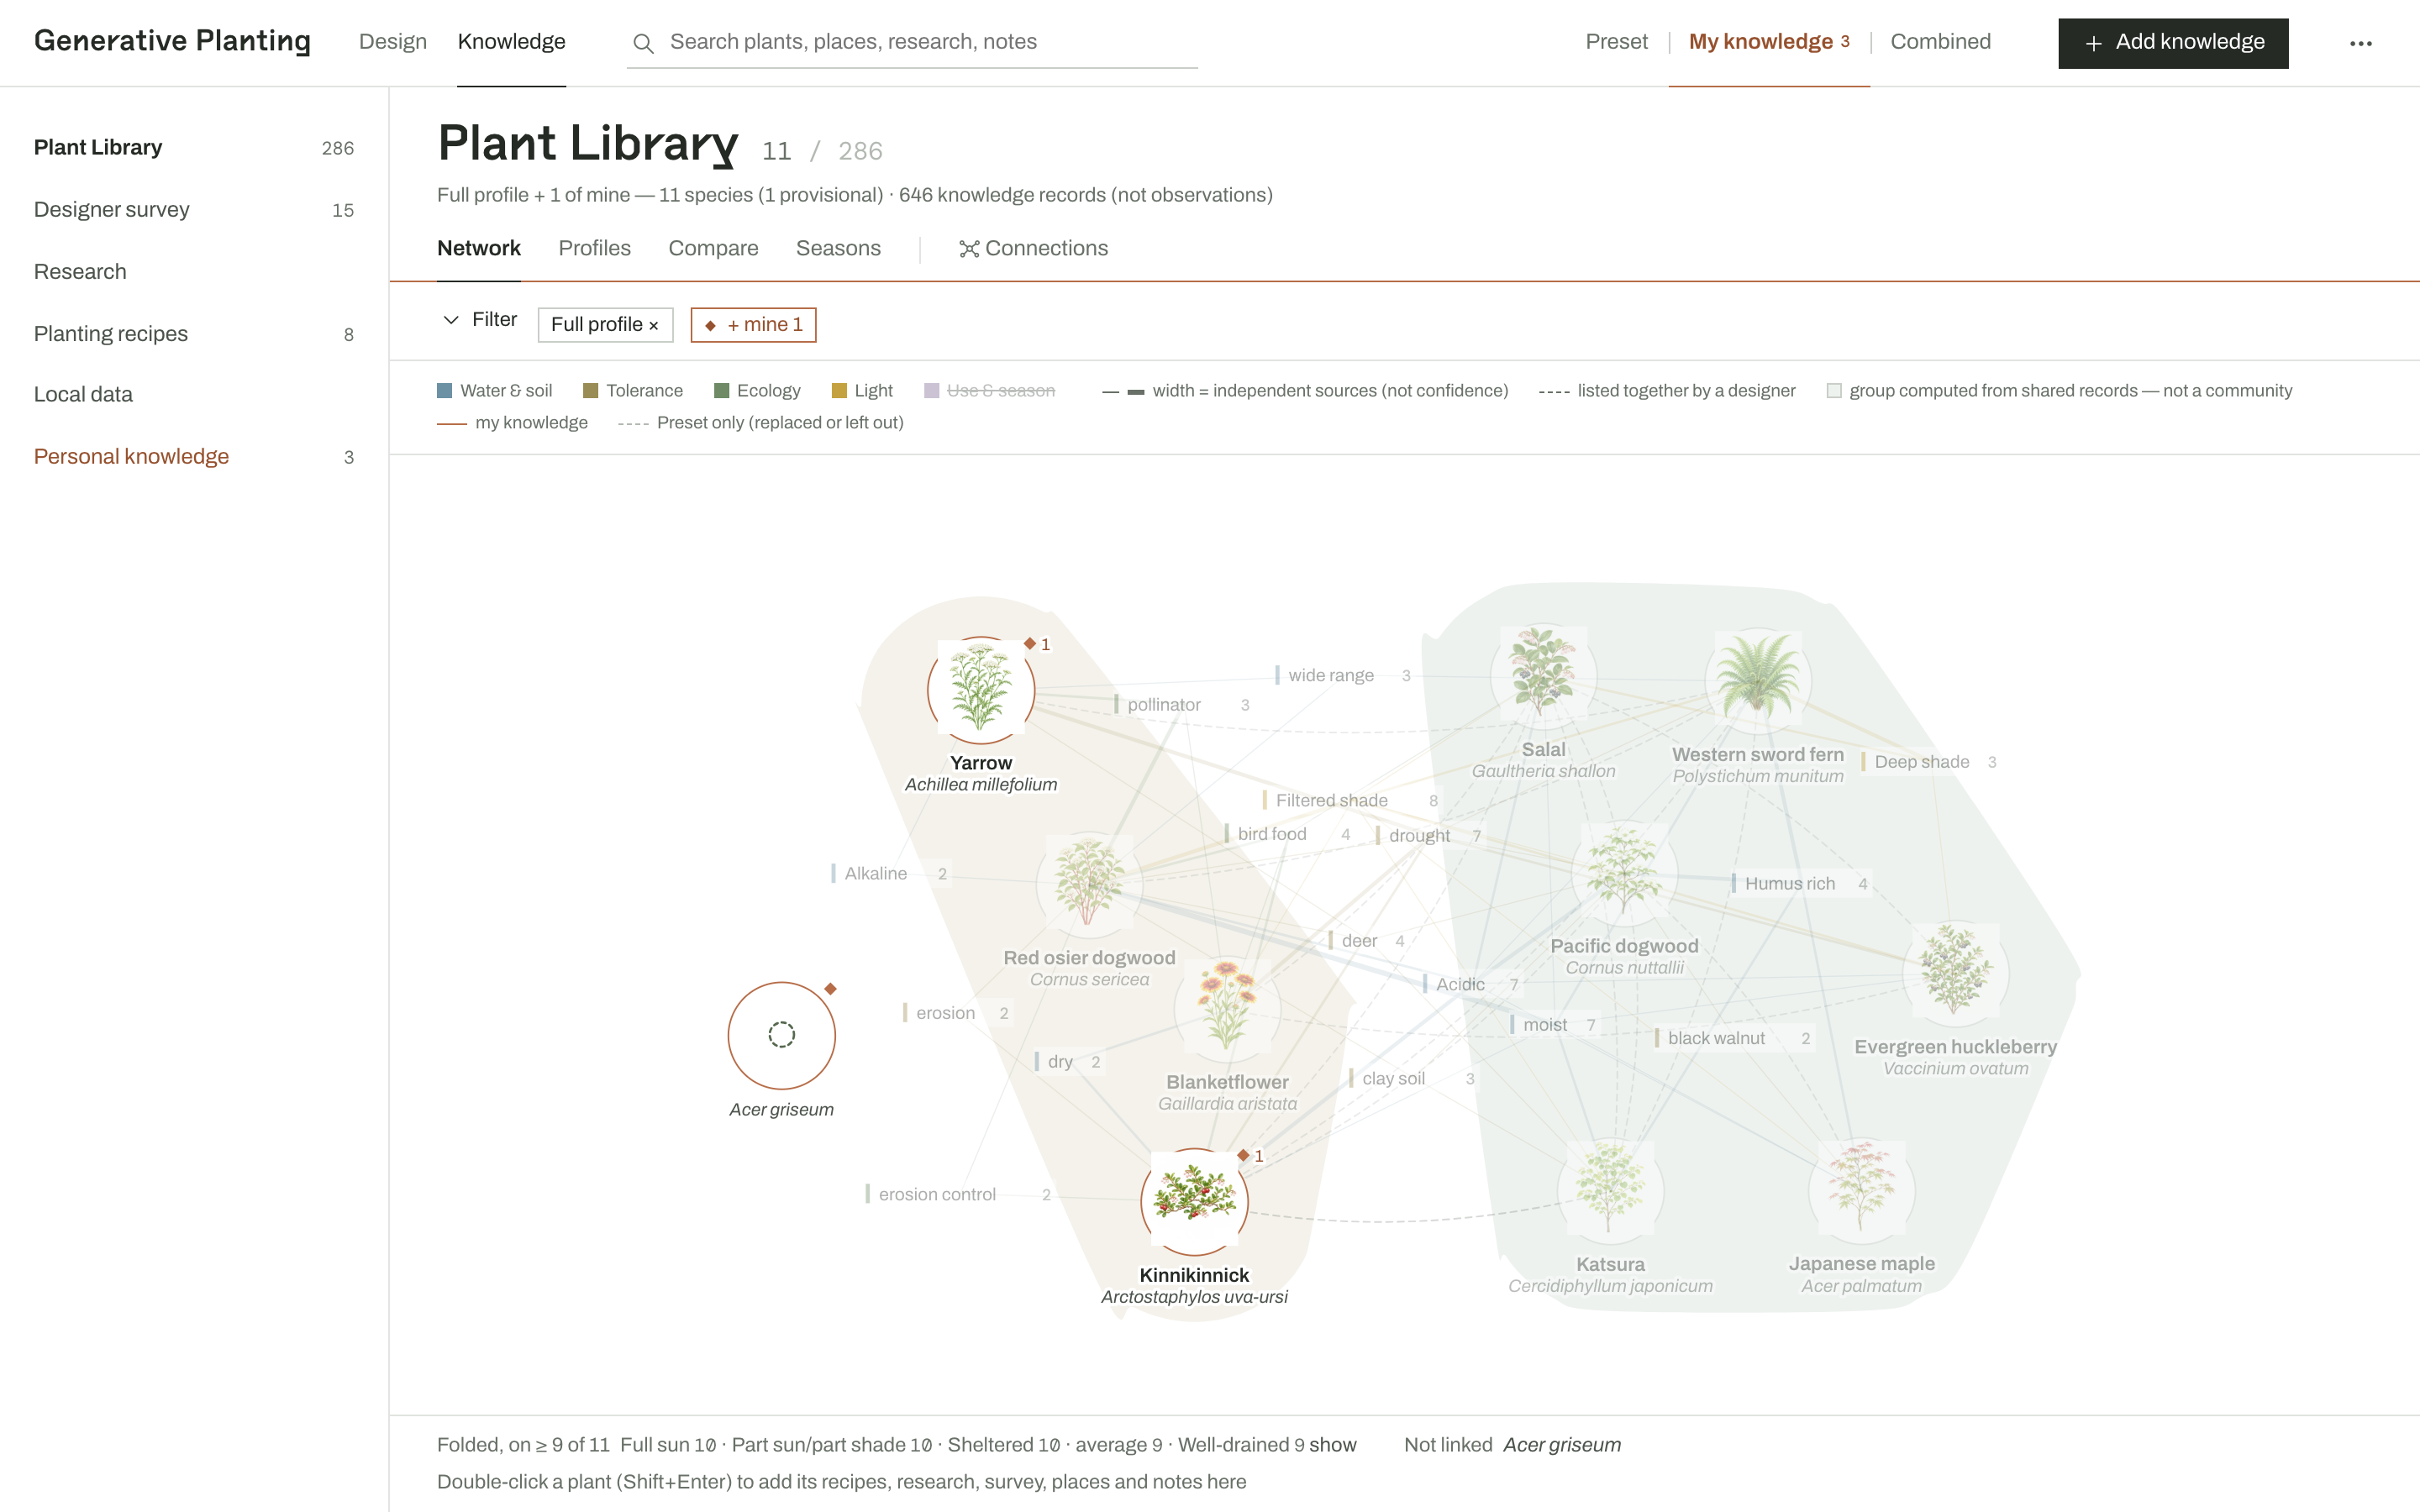 Generative Planting
Design
Knowledge
Search plants, places, research, notes
Preset
My knowledge 3
Combined
+ Add knowledge
Plant Library 286
Designer survey 15
Research
Planting recipes 8
Local data
Personal knowledge 3
Plant Library 11 / 286
Full profile + 1 of mine — 11 species (1 provisional) · 646 knowledge records (not observations)
Network
Profiles
Compare
Seasons
Connections
Filter
Full profile ×
+ mine 1
Water & soil
Tolerance
Ecology
Light
Use & season
width = independent sources (not confidence)
listed together by a designer
group computed from shared records — not a community
my knowledge
Preset only (replaced or left out)
1
Yarrow
Achillea millefolium
pollinator 3
wide range 3
Salal
Gaultheria shallon
Western sword fern
Polystichum munitum
Deep shade 3
Filtered shade 8
bird food 4
drought 7
Alkaline 2
Humus rich 4
Red osier dogwood
Cornus sericea
deer 4
Pacific dogwood
Cornus nuttallii
Acidic 7
erosion 2
moist 7
black walnut 2
Evergreen huckleberry
Vaccinium ovatum
dry 2
Blanketflower
Gaillardia aristata
clay soil 3
Acer griseum
1
erosion control 2
Kinnikinnick
Arctostaphylos uva-ursi
Katsura
Cercidiphyllum japonicum
Japanese maple
Acer palmatum
Folded, on ≥ 9 of 11 Full sun 10 · Part sun/part shade 10 · Sheltered 10 · average 9 · Well-drained 9 show
Not linked Acer griseum
Double-click a plant (Shift+Enter) to add its recipes, research, survey, places and notes here